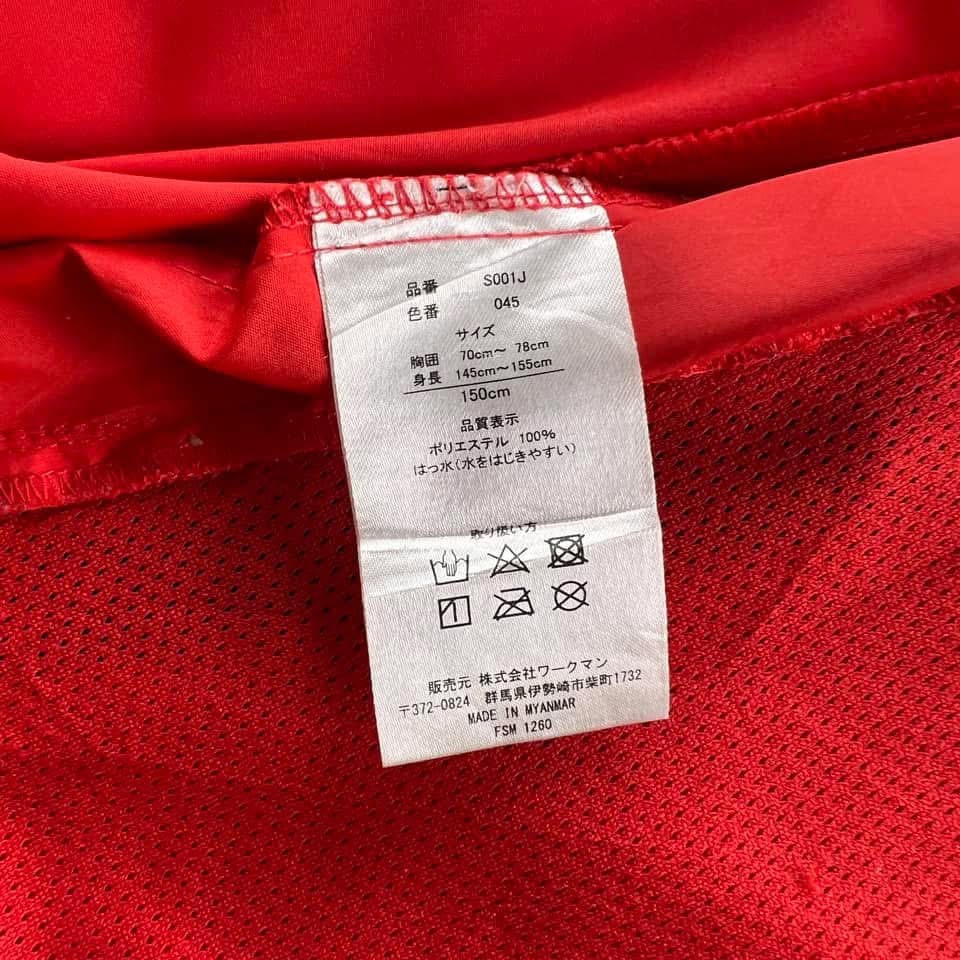 品番 S001J
色番 045
サイズ
胸囲 70cm～ 78cm
身長 145cm～155cm
150cm
品質表示
ポリエステル 100%
はっ水(水をはじきやすい)
取り扱い方
販売元 株式会社ワークマン
〒372-0824 群馬県伊勢崎市柴町1732
MADE IN MYANMAR
FSM 1260